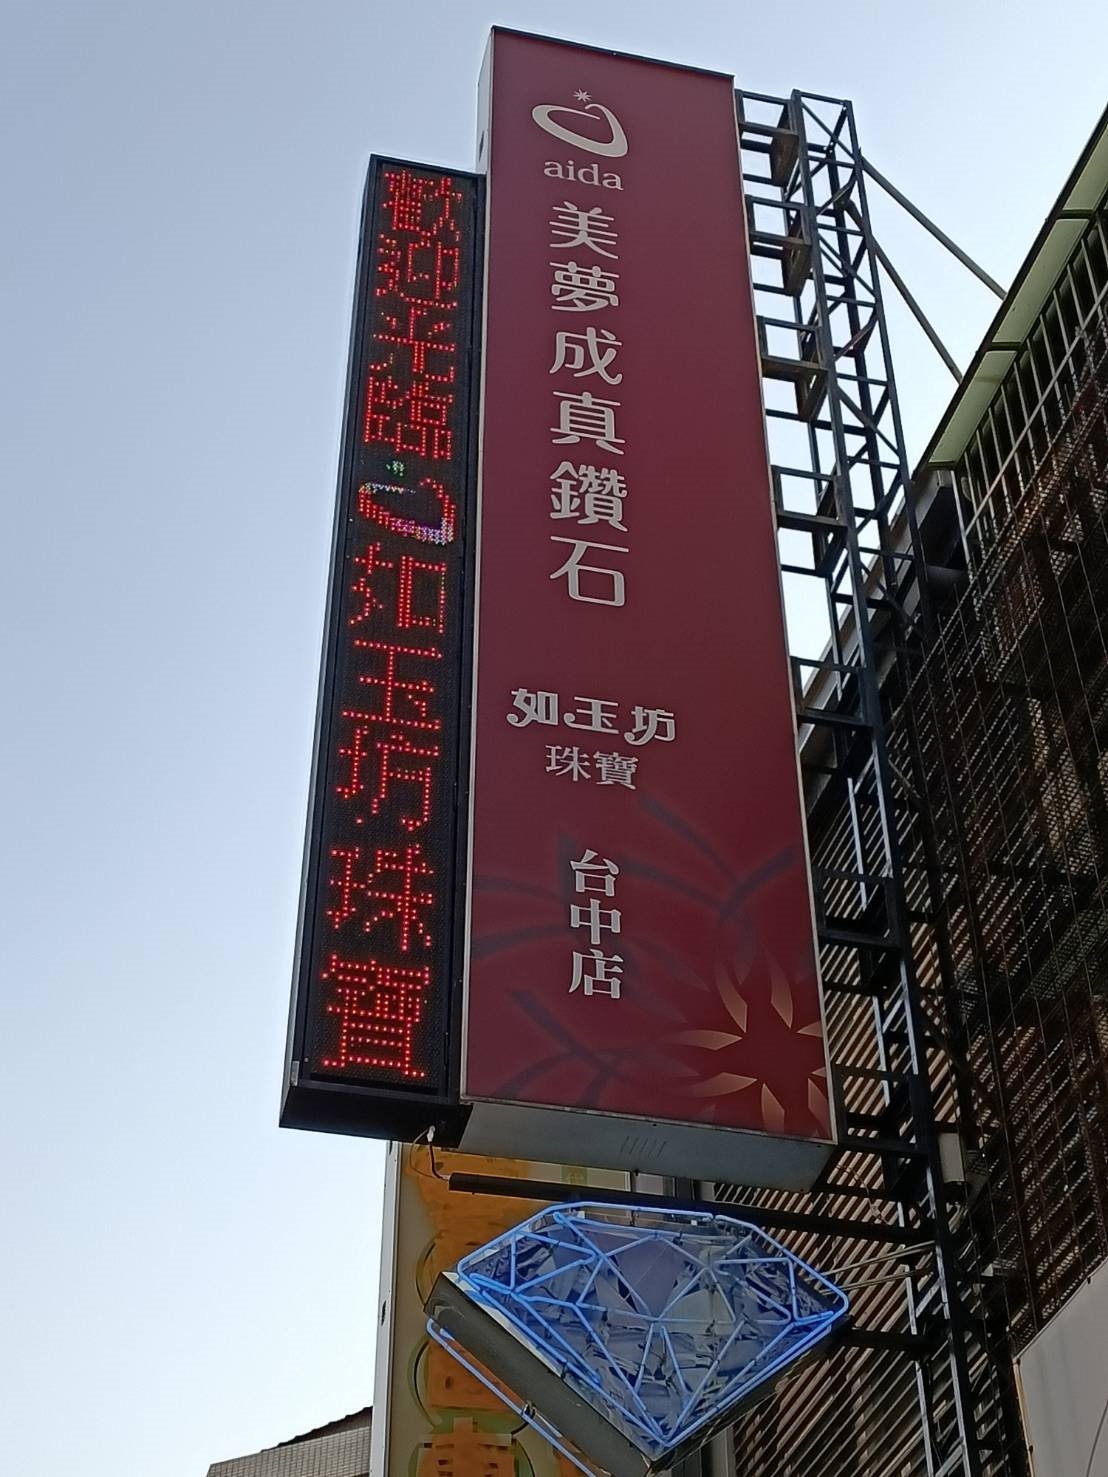 歡迎光臨
如玉坊珠寶
aida
美夢成真鑽石
如玉坊
珠寶
台中店